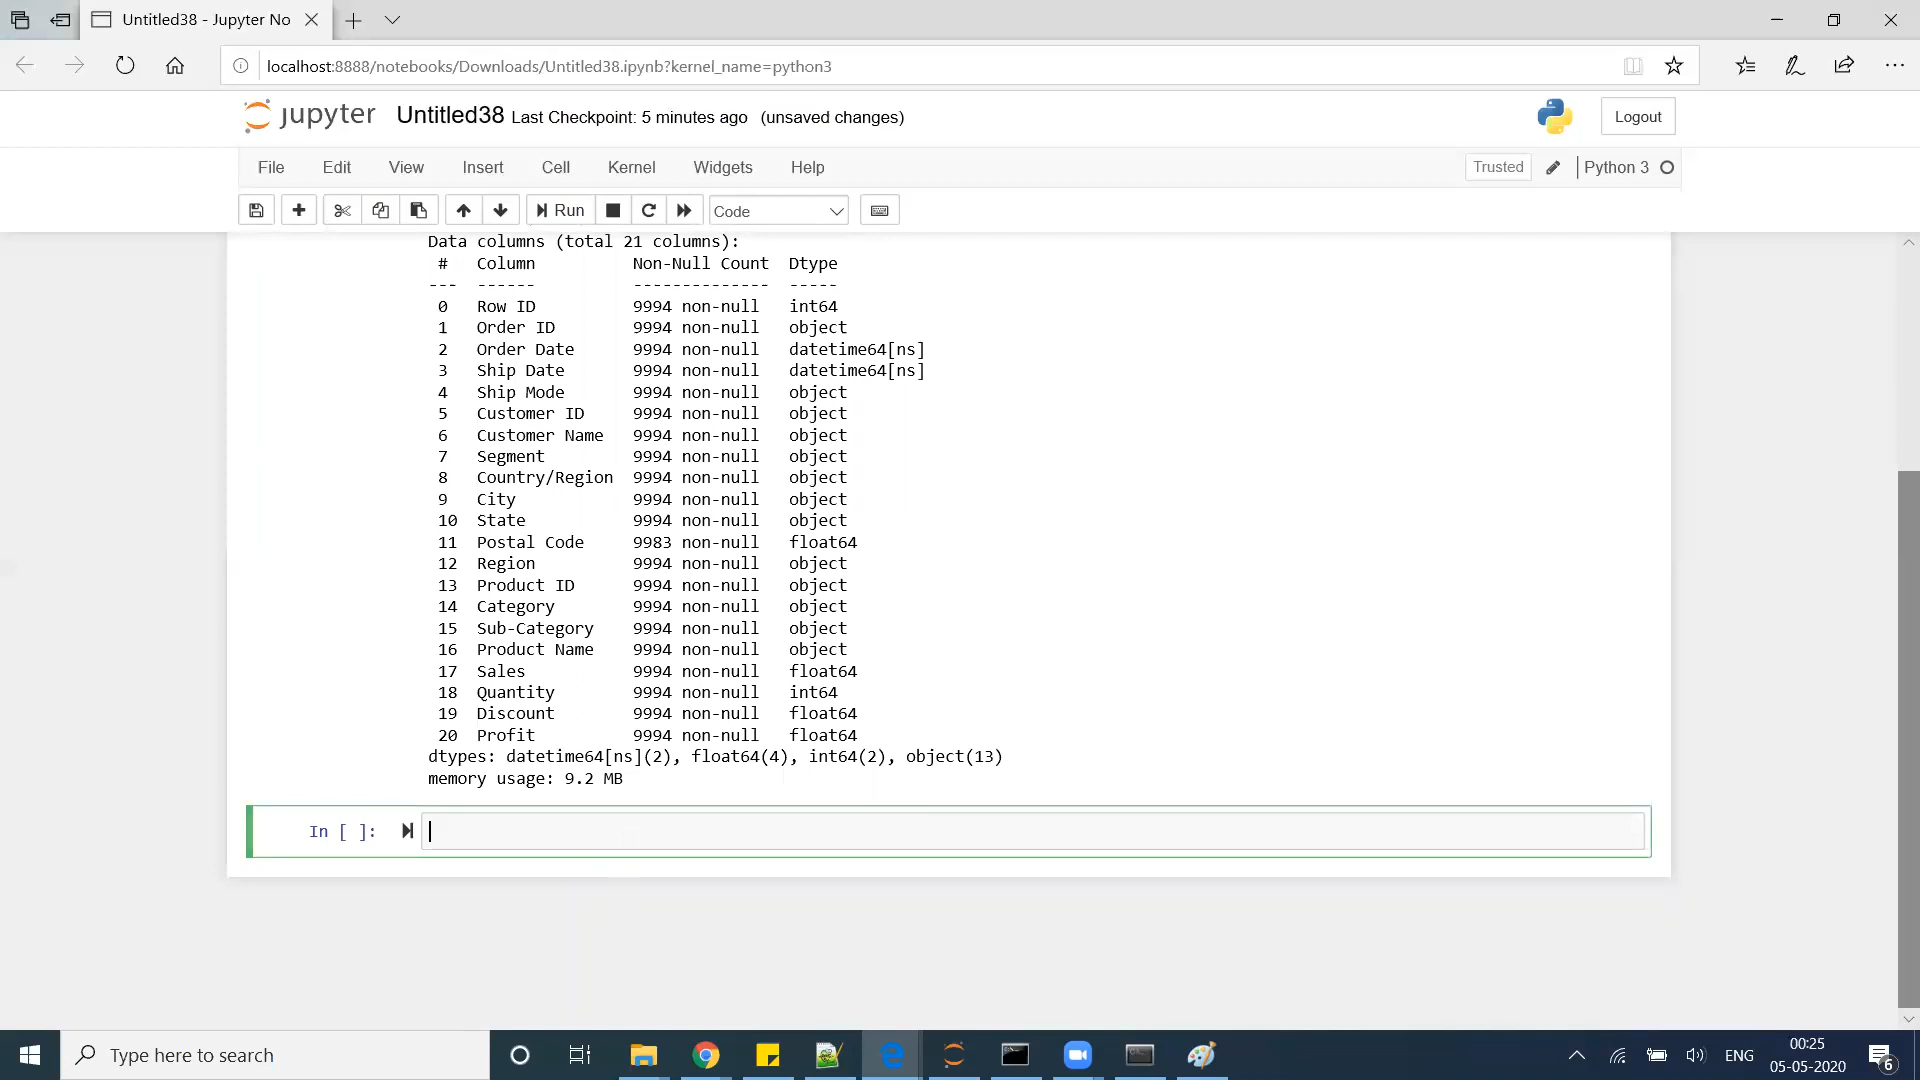 Untitled38 - Jupyter No
localhost:8888/notebooks/Downloads/Untitled38.ipynb?kernel_name=python3
jupyter Untitled38 Last Checkpoint: 5 minutes ago (unsaved changes)
Logout
File Edit View Insert Cell Kernel Widgets Help
Trusted Python 3
Run Code
Data columns (total 21 columns):
# Column Non-Null Count Dtype
--- ------ -------------- -----
0 Row ID 9994 non-null int64
1 Order ID 9994 non-null object
2 Order Date 9994 non-null datetime64[ns]
3 Ship Date 9994 non-null datetime64[ns]
4 Ship Mode 9994 non-null object
5 Customer ID 9994 non-null object
6 Customer Name 9994 non-null object
7 Segment 9994 non-null object
8 Country/Region 9994 non-null object
9 City 9994 non-null object
10 State 9994 non-null object
11 Postal Code 9983 non-null float64
12 Region 9994 non-null object
13 Product ID 9994 non-null object
14 Category 9994 non-null object
15 Sub-Category 9994 non-null object
16 Product Name 9994 non-null object
17 Sales 9994 non-null float64
18 Quantity 9994 non-null int64
19 Discount 9994 non-null float64
20 Profit 9994 non-null float64
dtypes: datetime64[ns](2), float64(4), int64(2), object(13)
memory usage: 9.2 MB
In [ ]:
Type here to search
ENG
00:25
05-05-2020
6